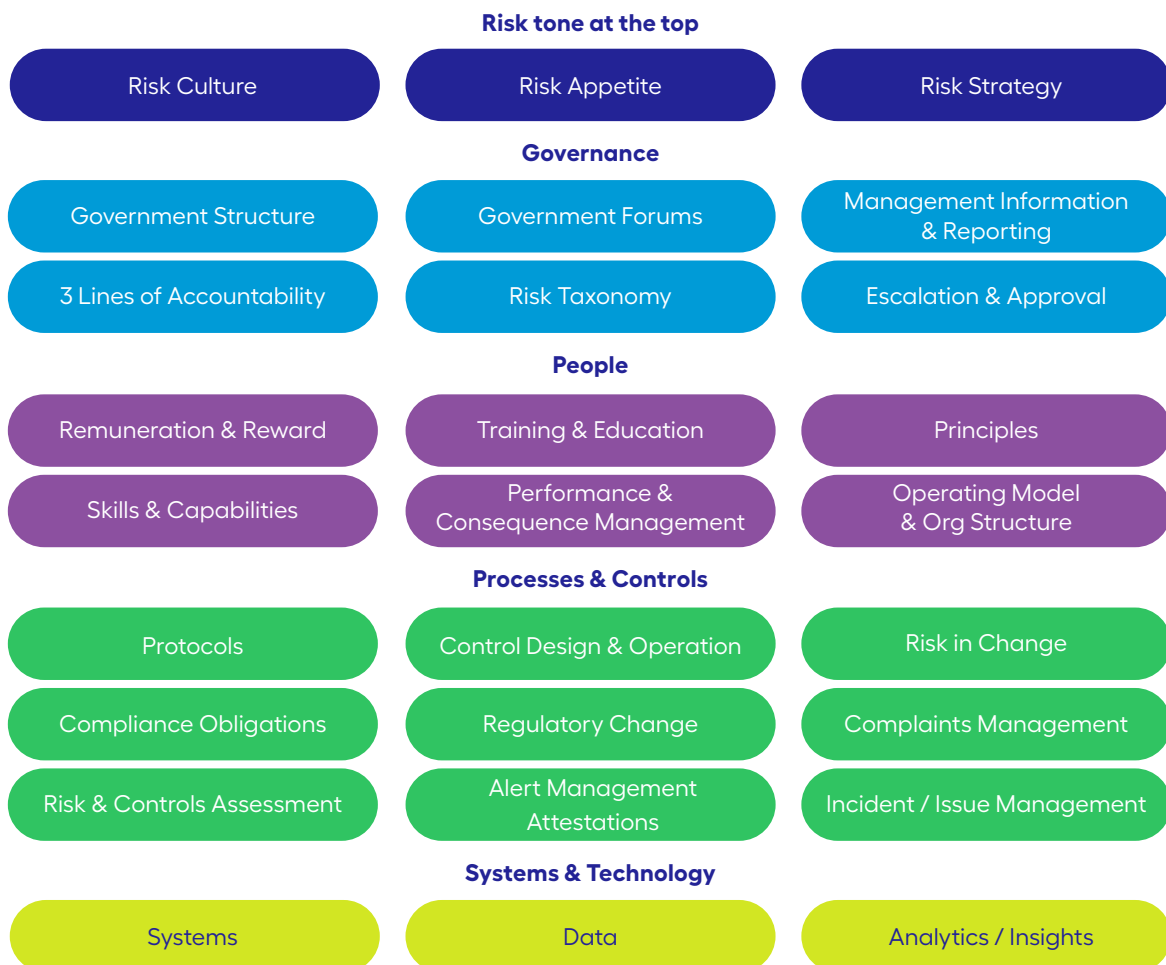 Risk tone at the top
Risk Culture
Risk Appetite
Risk Strategy
Governance
Government Structure
Government Forums
Management Information
& Reporting
3 Lines of Accountability
Risk Taxonomy
Escalation & Approval
People
Remuneration & Reward
Training & Education
Principles
Skills & Capabilities
Performance &
Consequence Management
Operating Model
& Org Structure
Processes & Controls
Protocols
Control Design & Operation
Risk in Change
Compliance Obligations
Regulatory Change
Complaints Management
Risk & Controls Assessment
Alert Management
Attestations
Incident / Issue Management
Systems & Technology
Systems
Data
Analytics / Insights